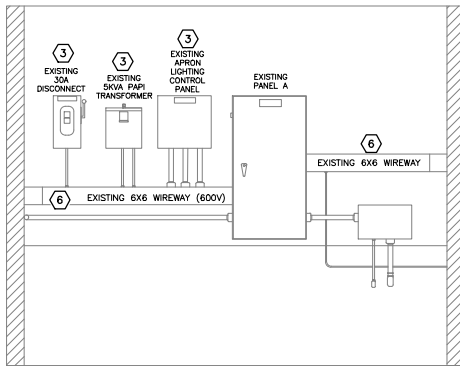 3
EXISTING
30A
DISCONNECT
3
EXISTING
5KVA PAPI
TRANSFORMER
3
EXISTING
APRON
LIGHTING
CONTROL
PANEL
EXISTING
PANEL A
6
EXISTING 6X6 WIREWAY
6
EXISTING 6X6 WIREWAY (600V)